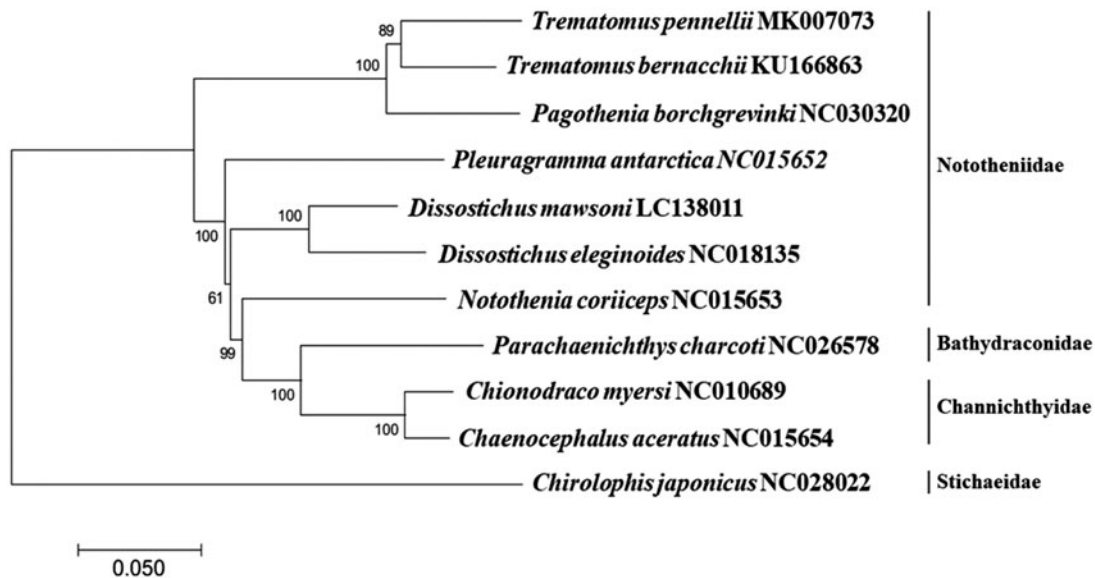 Trematomus pennellii MK007073
89
100
Trematomus bernacchii KU166863
Pagothenia borchgrevinki NC030320
Pleuragramma antarctica NC015652
Nototheniidae
100
Dissostichus mawsoni LC138011
100
Dissostichus eleginoides NC018135
61
Notothenia coriiceps NC015653
99
Parachaenichthys charcoti NC026578
Bathydraconidae
100
Chionodraco myersi NC010689
Channichthyidae
100
Chaenocephalus aceratus NC015654
Chirolophis japonicus NC028022
Stichaeidae
0.050